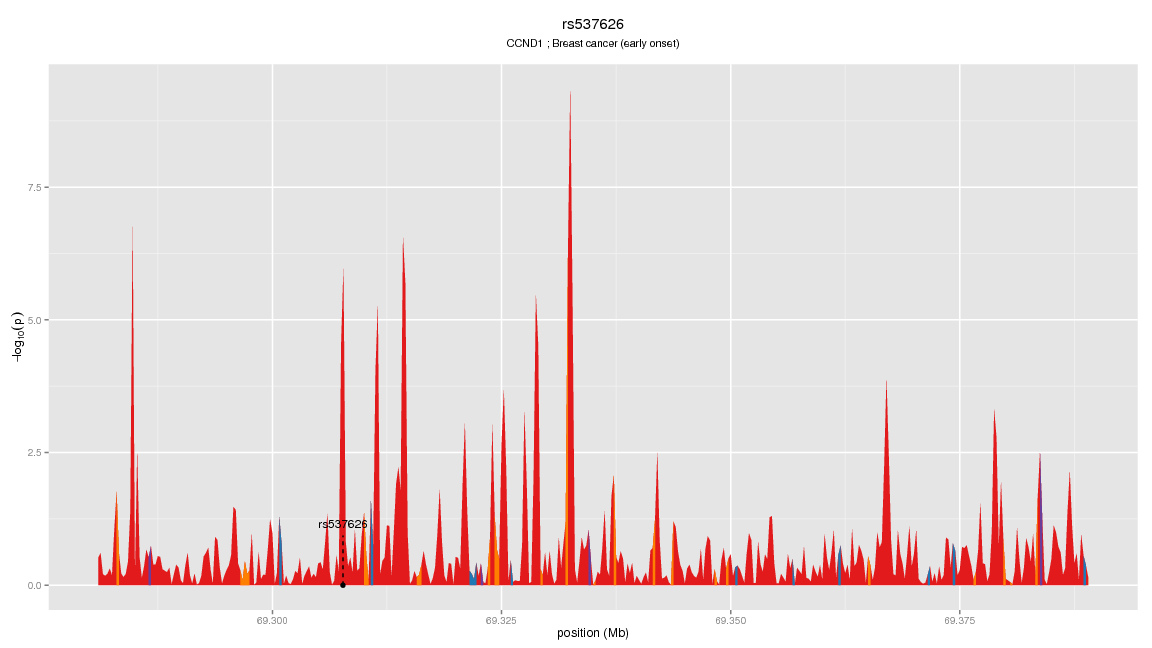 rs537626
CCND1 ; Breast cancer (early onset)
−log10(p)
7.5
5.0
2.5
0.0
rs537626
69.300
69.325
69.350
69.375
position (Mb)